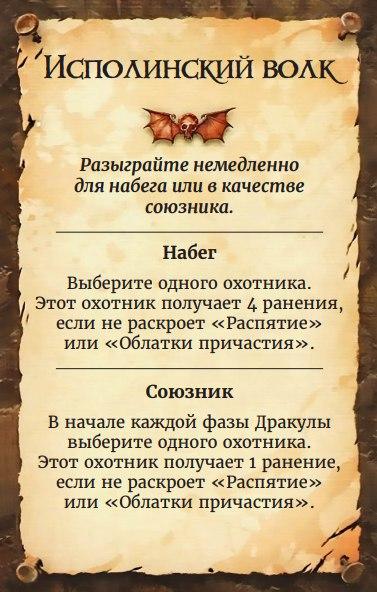 Исполинский волк
Разыграйте немедленно
для набега или в качестве
союзника.
Набег
Выберите одного охотника.
Этот охотник получает 4 ранения,
если не раскроет «Распятие»
или «Облатки причастия».
Союзник
В начале каждой фазы Дракулы
выберите одного охотника.
Этот охотник получает 1 ранение,
если не раскроет «Распятие»
или «Облатки причастия».